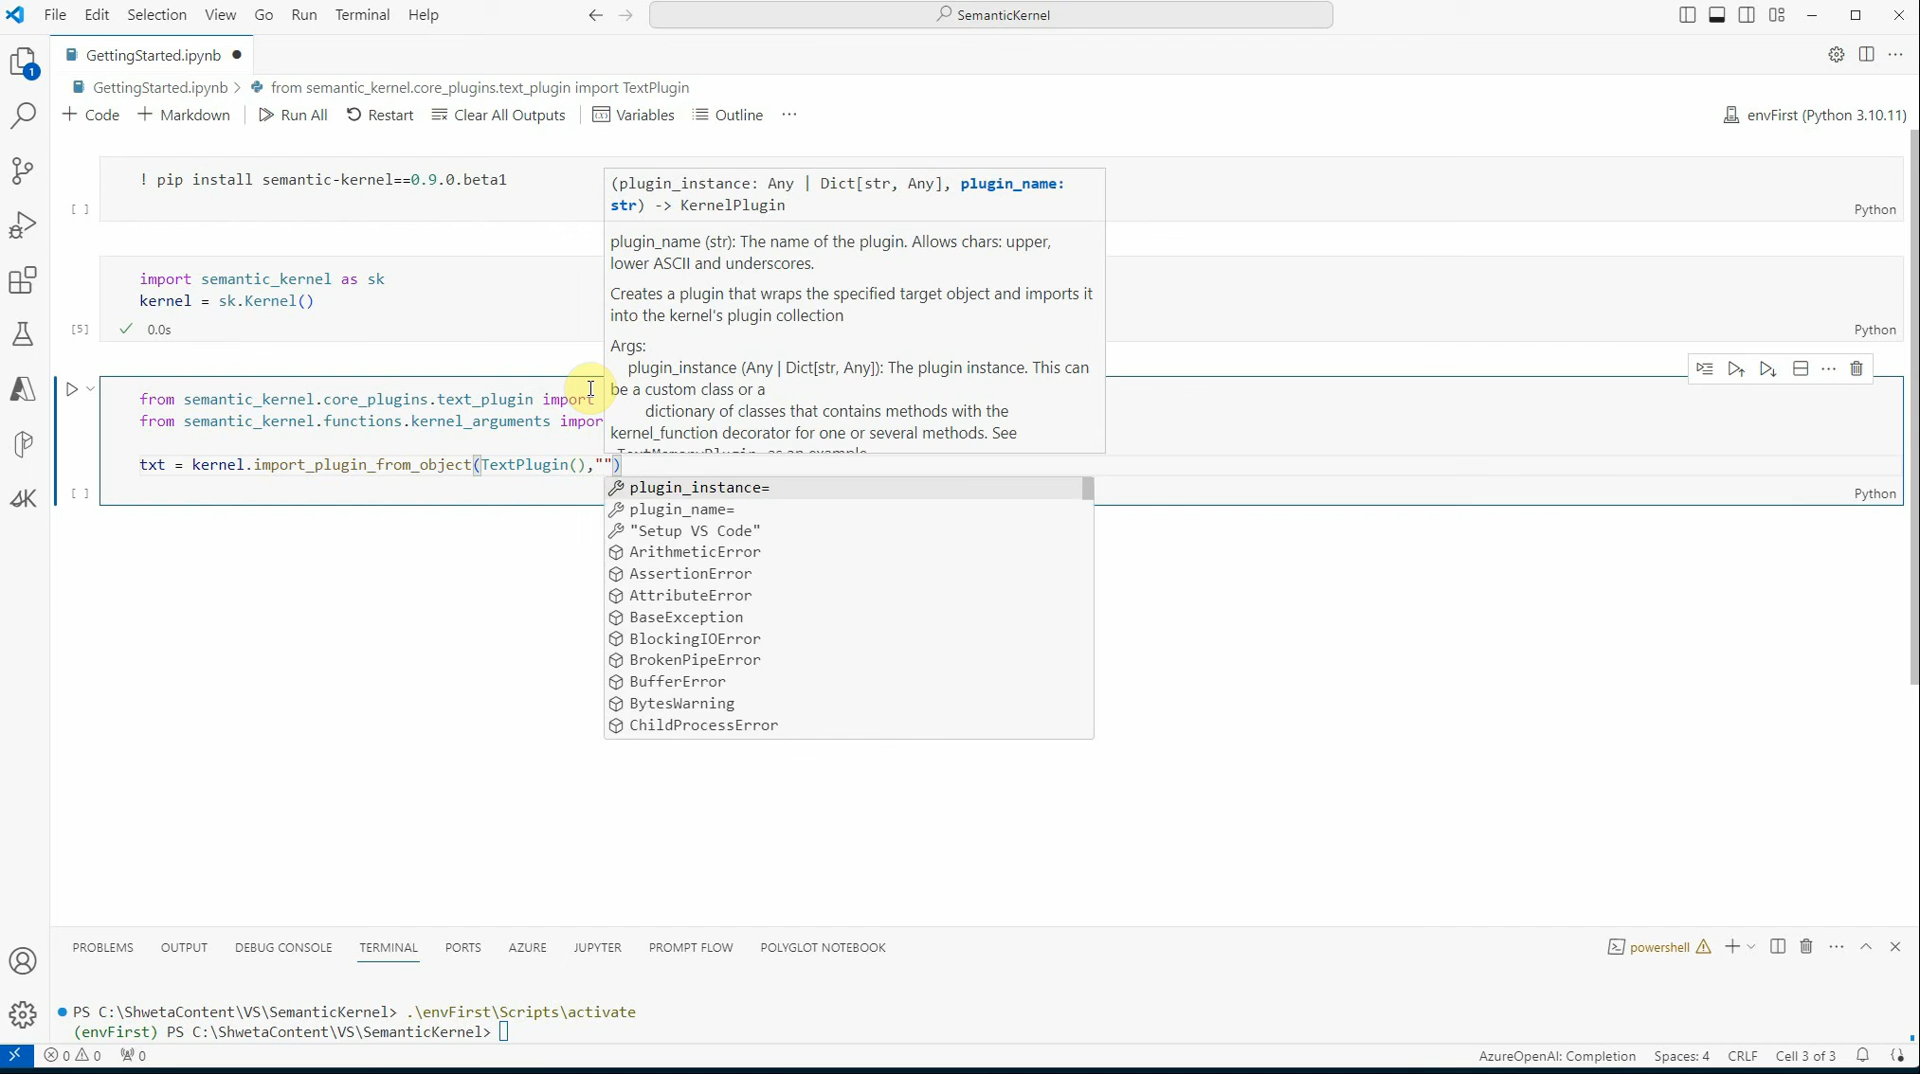 File Edit Selection View Go Run Terminal Help
SemanticKernel
GettingStarted.ipynb
GettingStarted.ipynb > from semantic_kernel.core_plugins.text_plugin import TextPlugin
+ Code + Markdown Run All Restart Clear All Outputs Variables Outline ...
envFirst (Python 3.10.11)
1
! pip install semantic-kernel==0.9.0.beta1
[ ]
Python
import semantic_kernel as sk
kernel = sk.Kernel()
[5]
0.0s
Python
(plugin_instance: Any | Dict[str, Any], plugin_name:
str) -> KernelPlugin
plugin_name (str): The name of the plugin. Allows chars: upper,
lower ASCII and underscores.
Creates a plugin that wraps the specified target object and imports it
into the kernel's plugin collection
Args:
plugin_instance (Any | Dict[str, Any]): The plugin instance. This can
be a custom class or a
dictionary of classes that contains methods with the
kernel_function decorator for one or several methods. See
`TextMemoryPlugin` as an example.
from semantic_kernel.core_plugins.text_plugin import
from semantic_kernel.functions.kernel_arguments impor
txt = kernel.import_plugin_from_object(TextPlugin(),"")
[ ]
Python
plugin_instance=
plugin_name=
"Setup VS Code"
ArithmeticError
AssertionError
AttributeError
BaseException
BlockingIOError
BrokenPipeError
BufferError
BytesWarning
ChildProcessError
PROBLEMS OUTPUT DEBUG CONSOLE TERMINAL PORTS AZURE JUPYTER PROMPT FLOW POLYGLOT NOTEBOOK
powershell
PS C:\ShwetaContent\VS\SemanticKernel> .\envFirst\Scripts\activate
(envFirst) PS C:\ShwetaContent\VS\SemanticKernel>
0 0 0
AzureOpenAI: Completion Spaces: 4 CRLF Cell 3 of 3